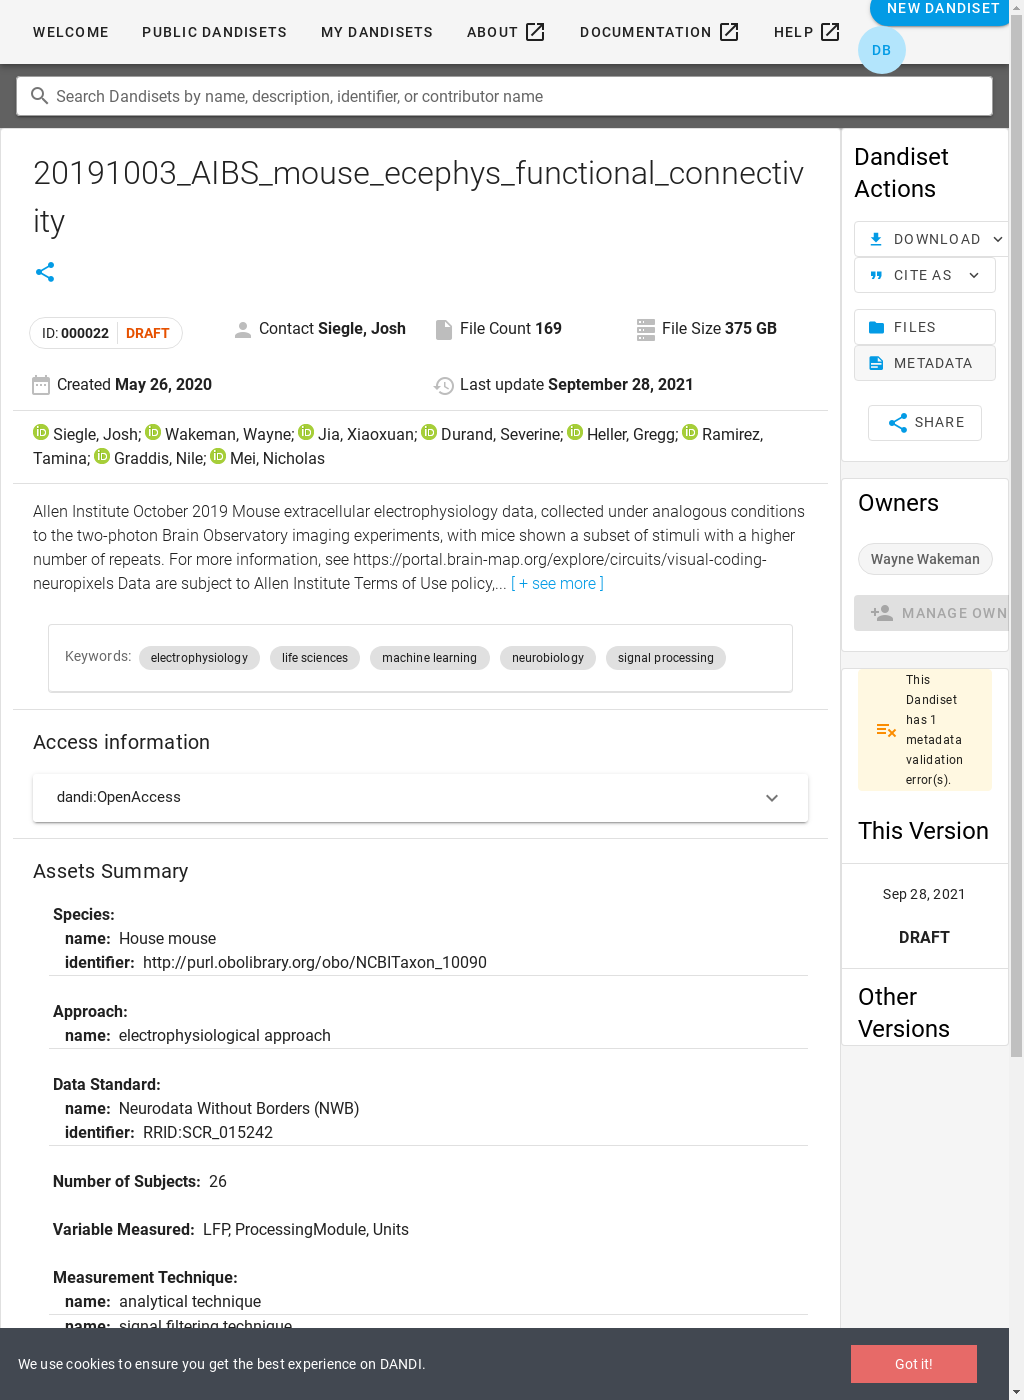 NEW DANDISET
WELCOME PUBLIC DANDISETS MY DANDISETS ABOUT DOCUMENTATION HELP
DB
Search Dandisets by name, description, identifier, or contributor name
20191003_AIBS_mouse_ecephys_functional_connectiv
ity
ID: 000022 DRAFT
Contact Siegle, Josh
File Count 169
File Size 375 GB
Created May 26, 2020
Last update September 28, 2021
iD Siegle, Josh; iD Wakeman, Wayne; iD Jia, Xiaoxuan; iD Durand, Severine; iD Heller, Gregg; iD Ramirez,
Tamina; iD Graddis, Nile; iD Mei, Nicholas
Allen Institute October 2019 Mouse extracellular electrophysiology data, collected under analogous conditions
to the two-photon Brain Observatory imaging experiments, with mice shown a subset of stimuli with a higher
number of repeats. For more information, see https://portal.brain-map.org/explore/circuits/visual-coding-
neuropixels Data are subject to Allen Institute Terms of Use policy,... [ + see more ]
Keywords: electrophysiology life sciences machine learning neurobiology signal processing
Access information
dandi:OpenAccess
Assets Summary
Species:
name: House mouse
identifier: http://purl.obolibrary.org/obo/NCBITaxon_10090
Approach:
name: electrophysiological approach
Data Standard:
name: Neurodata Without Borders (NWB)
identifier: RRID:SCR_015242
Number of Subjects: 26
Variable Measured: LFP, ProcessingModule, Units
Measurement Technique:
name: analytical technique
name: signal filtering technique
Dandiset
Actions
DOWNLOAD
CITE AS
FILES
METADATA
SHARE
Owners
Wayne Wakeman
MANAGE OWN
This
Dandiset
has 1
metadata
validation
error(s).
This Version
Sep 28, 2021
DRAFT
Other
Versions
We use cookies to ensure you get the best experience on DANDI.
Got it!